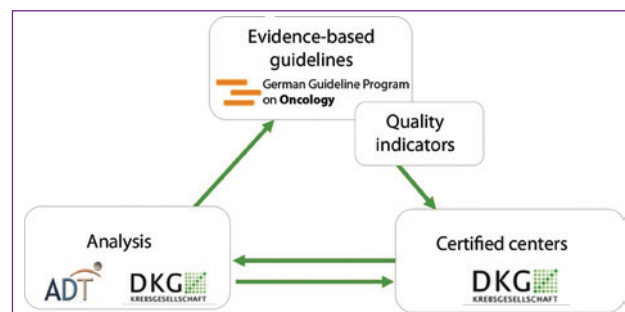 Evidence-based
guidelines
German Guideline Program
on Oncology
Quality
indicators
Analysis
ADT
DKG
KREBSGESELLSCHAFT
Certified centers
DKG
KREBSGESELLSCHAFT